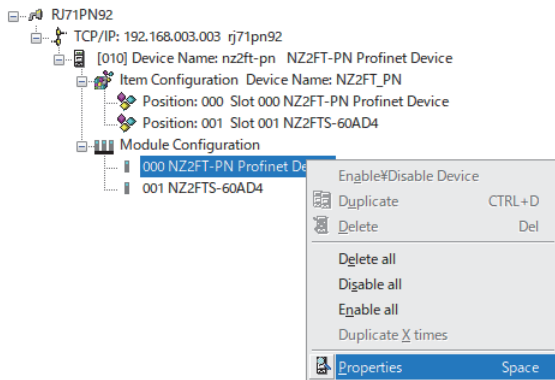 RJ71PN92
TCP/IP: 192.168.003.003 rj71pn92
[010] Device Name: nz2ft-pn NZ2FT-PN Profinet Device
Item Configuration Device Name: NZ2FT_PN
Position: 000 Slot 000 NZ2FT-PN Profinet Device
Position: 001 Slot 001 NZ2FTS-60AD4
Module Configuration
000 NZ2FT-PN Profinet De
001 NZ2FTS-60AD4
Enable¥Disable Device
Duplicate CTRL+D
Delete Del
Delete all
Disable all
Enable all
Duplicate X times
Properties Space